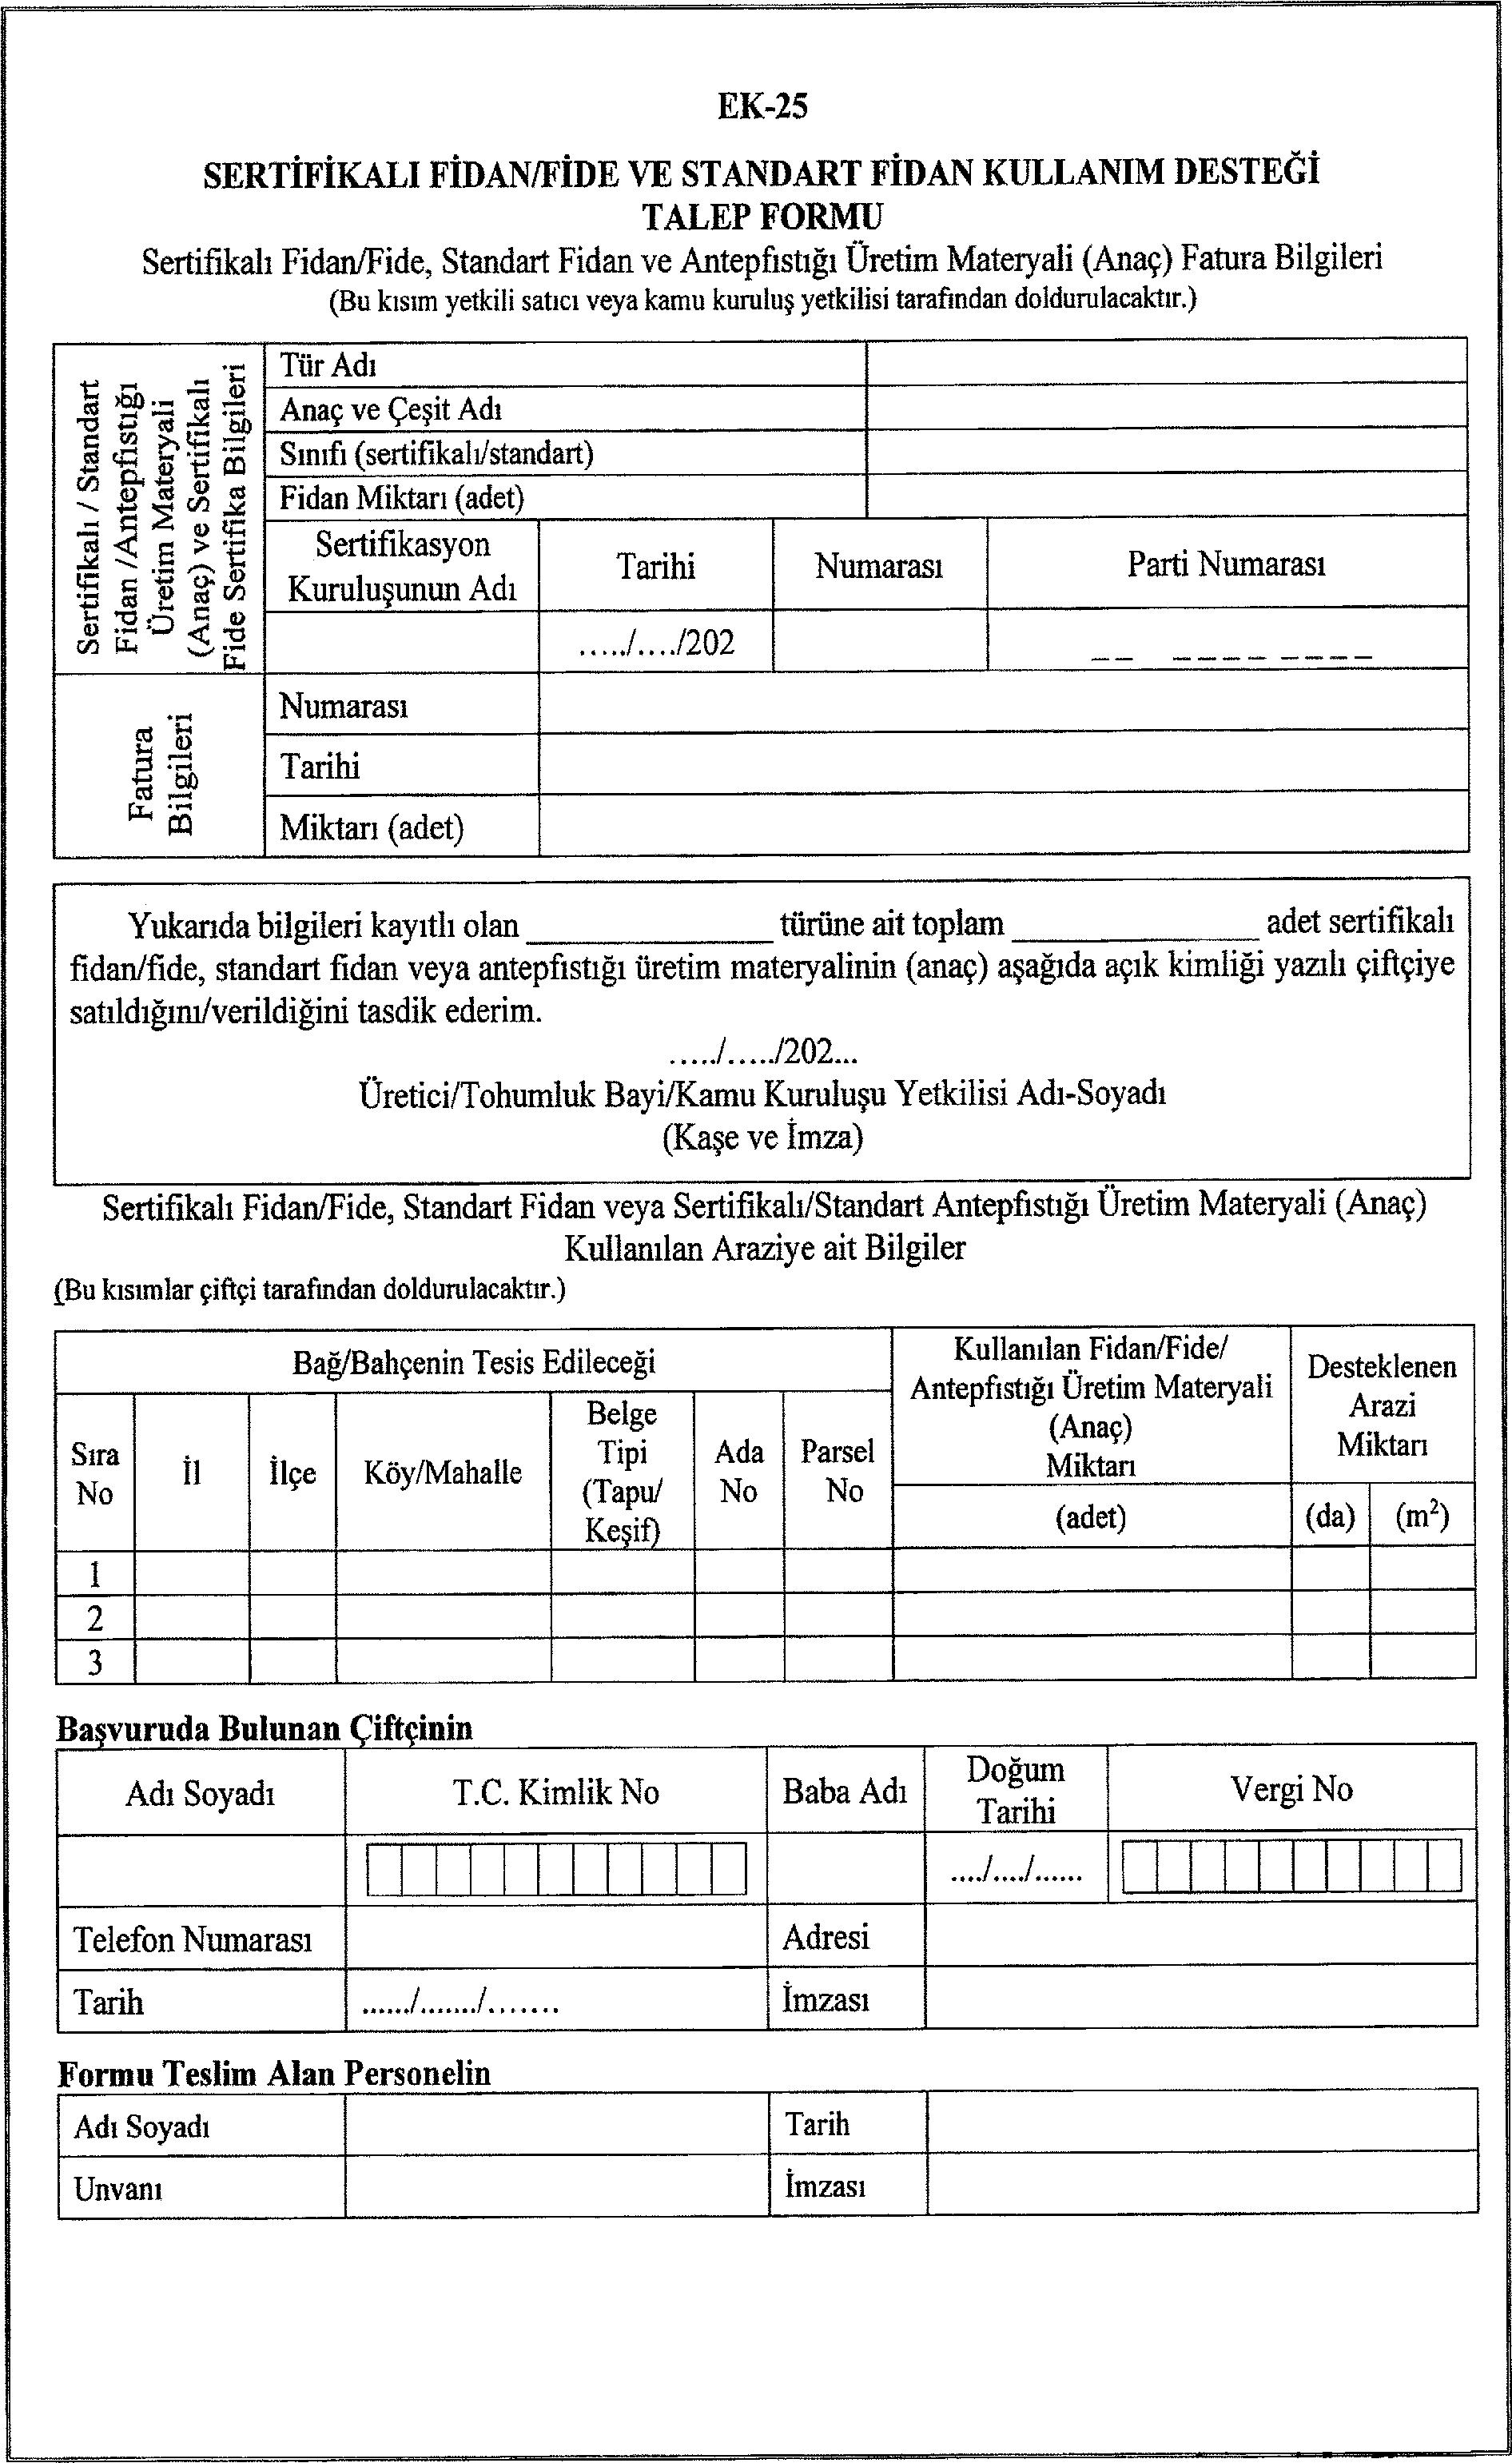 EK-25
SERTİFİKALI FİDAN/FİDE VE STANDART FİDAN KULLANIM DESTEĞİ
TALEP FORMU
Sertifikalı Fidan/Fide, Standart Fidan ve Antepfıstığı Üretim Materyali (Anaç) Fatura Bilgileri
(Bu kısım yetkili satıcı veya kamu kuruluş yetkilisi tarafından doldurulacaktır.)
Sertifikalı / Standart
Fidan /Antepfıstığı
Üretim Materyali
(Anaç) ve Sertifikalı
Fide Sertifika Bilgileri
Tür Adı
Anaç ve Çeşit Adı
Sınıfı (sertifikalı/standart)
Fidan Miktarı (adet)
Sertifikasyon
Kuruluşunun Adı
Tarihi
Numarası
Parti Numarası
...../..../202
__ ____ ____
Fatura
Bilgileri
Numarası
Tarihi
Miktarı (adet)
Yukarıda bilgileri kayıtlı olan ______________ türüne ait toplam ______________ adet sertifikalı
fidan/fide, standart fidan veya antepfıstığı üretim materyalinin (anaç) aşağıda açık kimliği yazılı çiftçiye
satıldığını/verildiğini tasdik ederim.
...../...../202...
Üretici/Tohumluk Bayi/Kamu Kuruluşu Yetkilisi Adı-Soyadı
(Kaşe ve İmza)
Sertifikalı Fidan/Fide, Standart Fidan veya Sertifikalı/Standart Antepfıstığı Üretim Materyali (Anaç)
Kullanılan Araziye ait Bilgiler
(Bu kısımlar çiftçi tarafından doldurulacaktır.)
Bağ/Bahçenin Tesis Edileceği
Kullanılan Fidan/Fide/
Antepfıstığı Üretim Materyali
(Anaç)
Miktarı
Desteklenen
Arazi
Miktarı
Sıra
No
İl
İlçe
Köy/Mahalle
Belge
Tipi
(Tapu/
Keşif)
Ada
No
Parsel
No
(adet)
(da)
(m²)
1
2
3
Başvuruda Bulunan Çiftçinin
Adı Soyadı
T.C. Kimlik No
Baba Adı
Doğum
Tarihi
Vergi No
..../..../......
Telefon Numarası
Adresi
Tarih
....../......./.......
İmzası
Formu Teslim Alan Personelin
Adı Soyadı
Tarih
Unvanı
İmzası